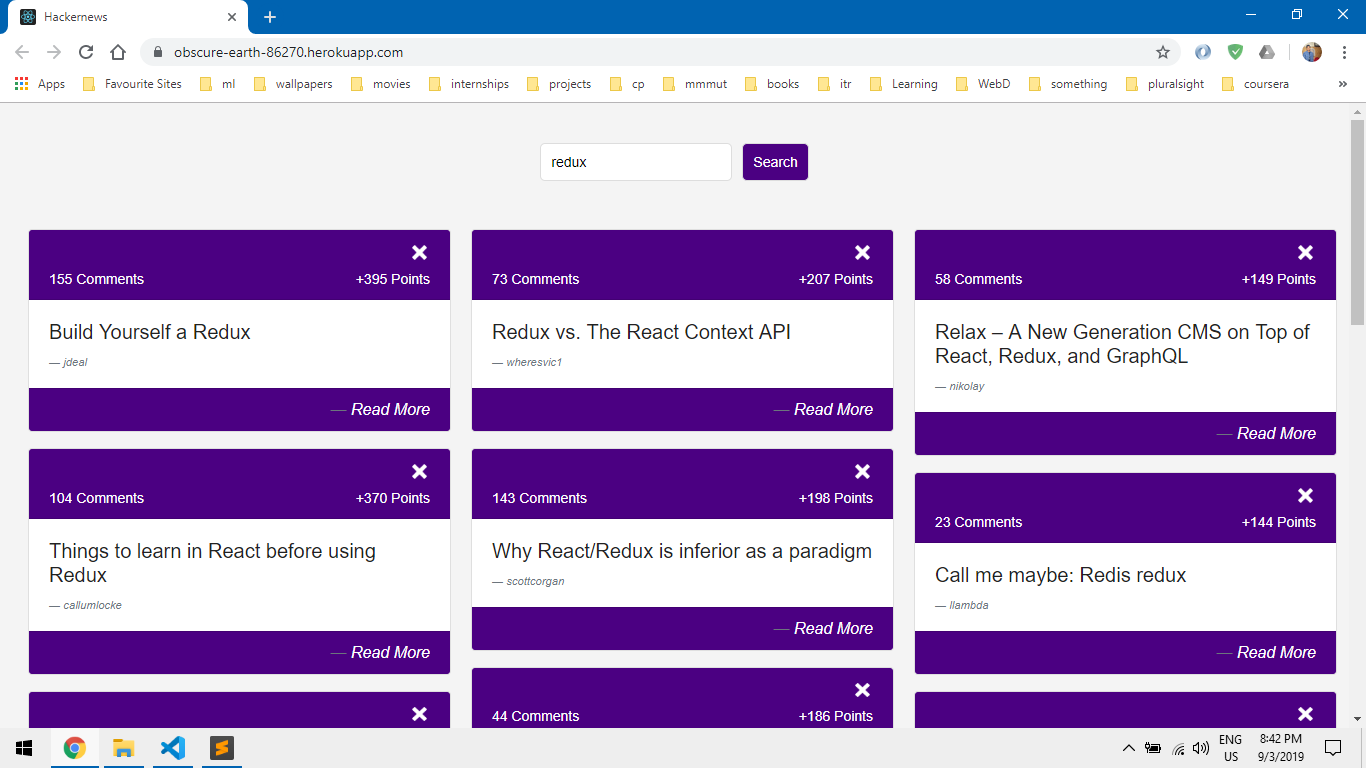 Hackernews
obscure-earth-86270.herokuapp.com
Apps Favourite Sites ml wallpapers movies internships projects cp mmmut books itr Learning WebD something pluralsight coursera »
redux Search
155 Comments +395 Points
Build Yourself a Redux
— jdeal
— Read More
104 Comments +370 Points
Things to learn in React before using
Redux
— callumlocke
— Read More
73 Comments +207 Points
Redux vs. The React Context API
— wheresvic1
— Read More
143 Comments +198 Points
Why React/Redux is inferior as a paradigm
— scottcorgan
— Read More
44 Comments +186 Points
58 Comments +149 Points
Relax – A New Generation CMS on Top of
React, Redux, and GraphQL
— nikolay
— Read More
23 Comments +144 Points
Call me maybe: Redis redux
— llambda
— Read More
ENG 8:42 PM
US 9/3/2019